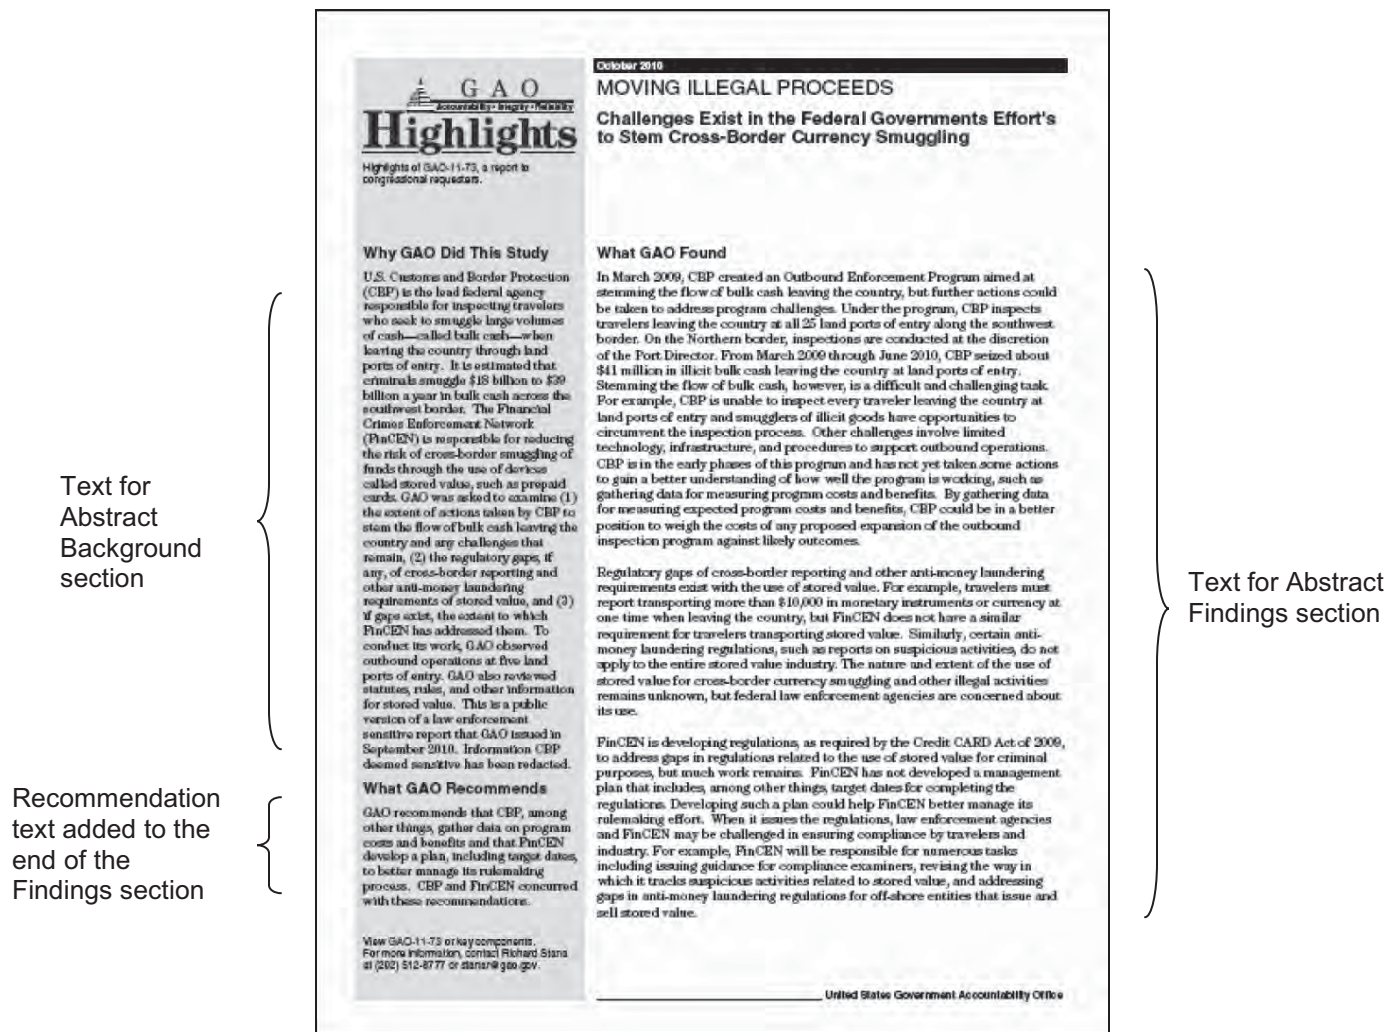 Text for
Abstract
Background
section
Recommendation
text added to the
end of the
Findings section
GAO
Accountability • Integrity • Reliability
Highlights
Highlights of GAO-11-73, a report to
congressional requesters.
Why GAO Did This Study
U.S. Customs and Border Protection
(CBP) is the lead federal agency
responsible for inspecting travelers
who seek to smuggle large volumes
of cash—called bulk cash—when
leaving the country through land
ports of entry.  It is estimated that
criminals smuggle $18 billion to $39
billion a year in bulk cash across the
southwest border.  The Financial
Crimes Enforcement Network
(FinCEN) is responsible for reducing
the risk of cross-border smuggling of
funds through the use of devices
called stored value, such as prepaid
cards. GAO was asked to examine (1)
the extent of actions taken by CBP to
stem the flow of bulk cash leaving the
country and any challenges that
remain, (2) the regulatory gaps, if
any, of cross-border reporting and
other anti-money laundering
requirements of stored value, and (3)
if gaps exist, the extent to which
FinCEN has addressed them.  To
conduct its work, GAO observed
outbound operations at five land
ports of entry. GAO also reviewed
statutes, rules, and other information
for stored value.  This is a public
version of a law enforcement
sensitive report that GAO issued in
September 2010.  Information CBP
deemed sensitive has been redacted.
What GAO Recommends
GAO recommends that CBP, among
other things, gather data on program
costs and benefits and that FinCEN
develop a plan, including target dates,
to better manage its rulemaking
process.  CBP and FinCEN concurred
with these recommendations.
View GAO-11-73 or key components.
For more information, contact Richard Stana
at (202) 512-8777 or stanar@gao.gov.
October 2010
MOVING ILLEGAL PROCEEDS
Challenges Exist in the Federal Governments Effort's
to Stem Cross-Border Currency Smuggling
What GAO Found
In March 2009, CBP created an Outbound Enforcement Program aimed at
stemming the flow of bulk cash leaving the country, but further actions could
be taken to address program challenges. Under the program, CBP inspects
travelers leaving the country at all 25 land ports of entry along the southwest
border. On the Northern border, inspections are conducted at the discretion
of the Port Director. From March 2009 through June 2010, CBP seized about
$41 million in illicit bulk cash leaving the country at land ports of entry.
Stemming the flow of bulk cash, however, is a difficult and challenging task.
For example, CBP is unable to inspect every traveler leaving the country at
land ports of entry and smugglers of illicit goods have opportunities to
circumvent the inspection process.  Other challenges involve limited
technology, infrastructure, and procedures to support outbound operations.
CBP is in the early phases of this program and has not yet taken some actions
to gain a better understanding of how well the program is working, such as
gathering data for measuring program costs and benefits.  By gathering data
for measuring expected program costs and benefits, CBP could be in a better
position to weigh the costs of any proposed expansion of the outbound
inspection program against likely outcomes.
Regulatory gaps of cross-border reporting and other anti-money laundering
requirements exist with the use of stored value. For example, travelers must
report transporting more than $10,000 in monetary instruments or currency at
one time when leaving the country, but FinCEN does not have a similar
requirement for travelers transporting stored value.  Similarly, certain anti-
money laundering regulations, such as reports on suspicious activities, do not
apply to the entire stored value industry. The nature and extent of the use of
stored value for cross-border currency smuggling and other illegal activities
remains unknown, but federal law enforcement agencies are concerned about
its use.
FinCEN is developing regulations, as required by the Credit CARD Act of 2009,
to address gaps in regulations related to the use of stored value for criminal
purposes, but much work remains.  FinCEN has not developed a management
plan that includes, among other things, target dates for completing the
regulations. Developing such a plan could help FinCEN better manage its
rulemaking effort.  When it issues the regulations, law enforcement agencies
and FinCEN may be challenged in ensuring compliance by travelers and
industry. For example, FinCEN will be responsible for numerous tasks
including issuing guidance for compliance examiners, revising the way in
which it tracks suspicious activities related to stored value, and addressing
gaps in anti-money laundering regulations for off-shore entities that issue and
sell stored value.
United States Government Accountability Office
Text for Abstract
Findings section